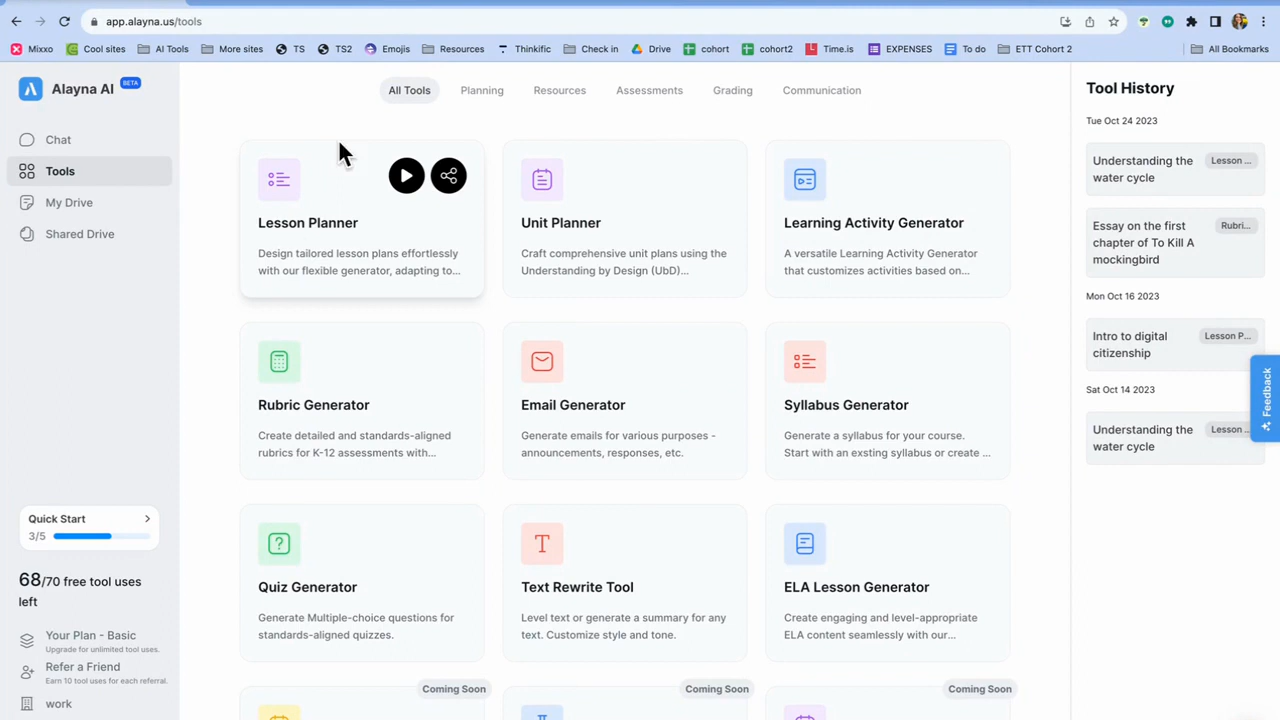 app.alayna.us/tools
Mixxo
Cool sites
AI Tools
More sites
TS
TS2
Emojis
Resources
Thinkific
Check in
Drive
cohort
cohort2
Time.is
EXPENSES
To do
ETT Cohort 2
All Bookmarks
Alayna AI BETA
Chat
Tools
My Drive
Shared Drive
Quick Start
3/5
68/70 free tool uses
left
Your Plan - Basic
Upgrade for unlimited tool uses.
Refer a Friend
Earn 10 tool uses for each referral.
work
All Tools
Planning
Resources
Assessments
Grading
Communication
Lesson Planner
Design tailored lesson plans effortlessly
with our flexible generator, adapting to...
Unit Planner
Craft comprehensive unit plans using the
Understanding by Design (UbD)...
Learning Activity Generator
A versatile Learning Activity Generator
that customizes activities based on...
Rubric Generator
Create detailed and standards-aligned
rubrics for K-12 assessments with...
Email Generator
Generate emails for various purposes -
announcements, responses, etc.
Syllabus Generator
Generate a syllabus for your course.
Start with an exsting syllabus or create ...
Quiz Generator
Generate Multiple-choice questions for
standards-aligned quizzes.
Text Rewrite Tool
Level text or generate a summary for any
text. Customize style and tone.
ELA Lesson Generator
Create engaging and level-appropriate
ELA content seamlessly with our...
Coming Soon
Coming Soon
Coming Soon
Tool History
Tue Oct 24 2023
Understanding the
water cycle
Lesson ...
Essay on the first
chapter of To Kill A
mockingbird
Rubri...
Mon Oct 16 2023
Intro to digital
citizenship
Lesson P...
Sat Oct 14 2023
Understanding the
water cycle
Lesson ...
Feedback